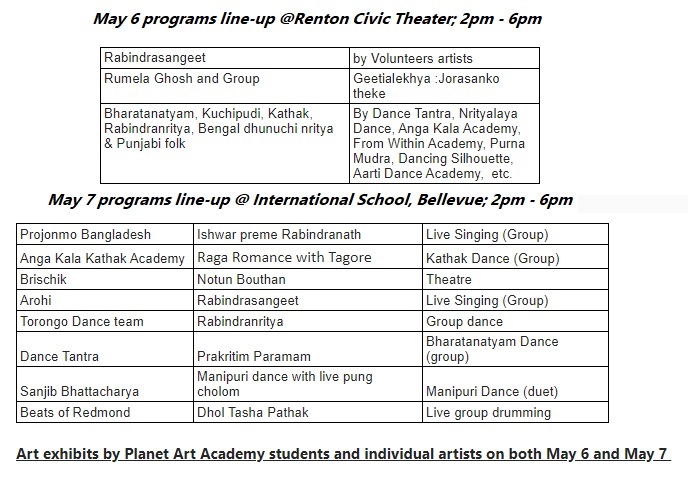 May 6 programs line-up @Renton Civic Theater; 2pm - 6pm
Rabindrasangeet by Volunteers artists
Rumela Ghosh and Group Geetialekhya :Jorasanko
theke
Bharatanatyam, Kuchipudi, Kathak, By Dance Tantra, Nrityalaya
Rabindranritya, Bengal dhunuchi nritya Dance, Anga Kala Academy,
& Punjabi folk From Within Academy, Purna
Mudra, Dancing Silhouette,
Aarti Dance Academy,  etc.
May 7 programs line-up @ International School, Bellevue; 2pm - 6pm
Projonmo Bangladesh Ishwar preme Rabindranath Live Singing (Group)
Anga Kala Kathak Academy Raga Romance with Tagore Kathak Dance (Group)
Brischik Notun Bouthan Theatre
Arohi Rabindrasangeet Live Singing (Group)
Torongo Dance team Rabindranritya Group dance
Dance Tantra Prakritim Paramam Bharatanatyam Dance
(group)
Sanjib Bhattacharya Manipuri dance with live pung
cholom Manipuri Dance (duet)
Beats of Redmond Dhol Tasha Pathak Live group drumming
Art exhibits by Planet Art Academy students and individual artists on both May 6 and May 7